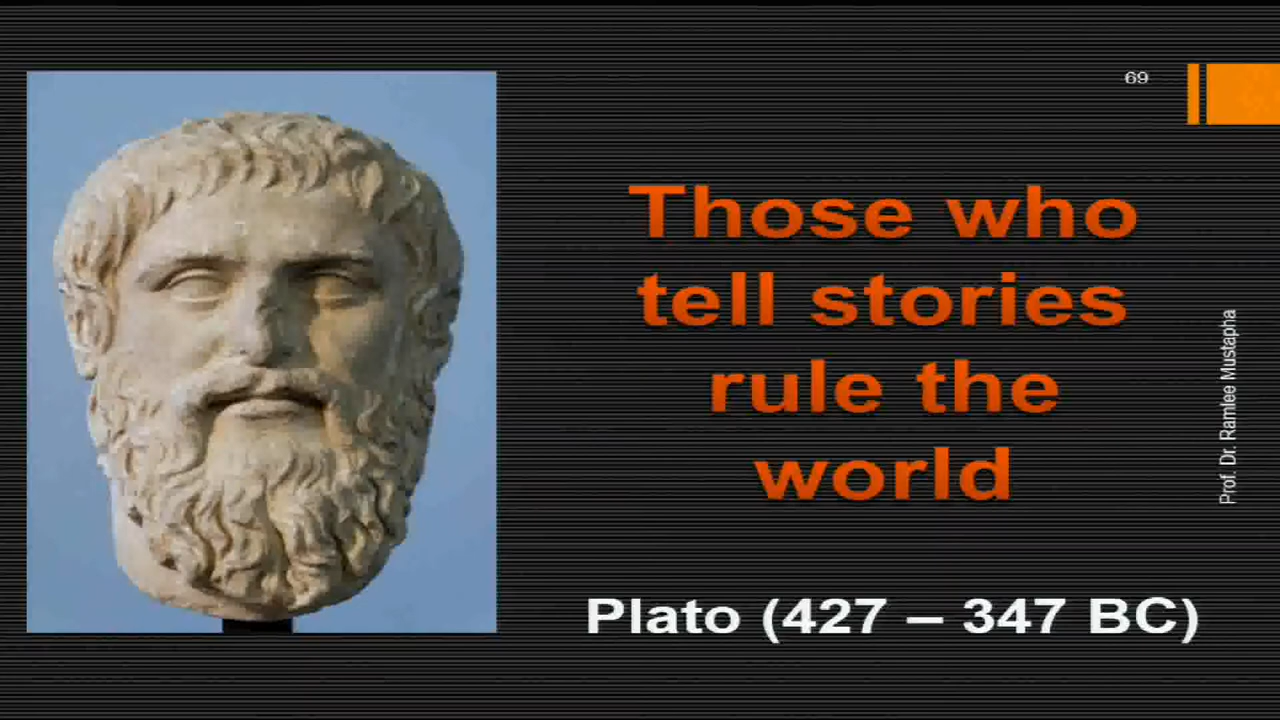 69
Those who
tell stories
rule the
world
Prof. Dr. Ramlee Mustapha
Plato (427 – 347 BC)